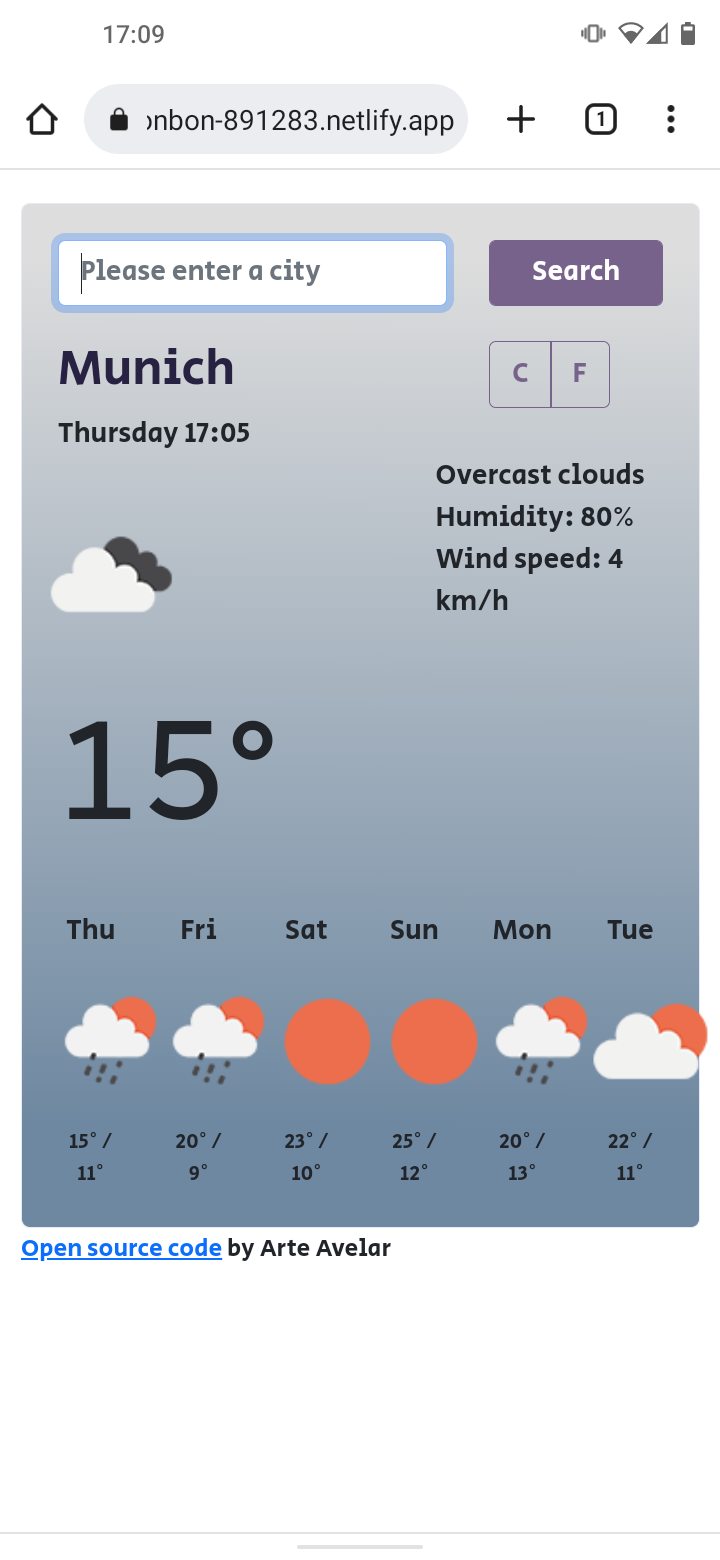 17:09
onbon-891283.netlify.app
1
Please enter a city
Search
Munich
C F
Thursday 17:05
Overcast clouds
Humidity: 80%
Wind speed: 4
km/h
15°
Thu Fri Sat Sun Mon Tue
15° / 20° / 23° / 25° / 20° / 22° /
11° 9° 10° 12° 13° 11°
Open source code by Arte Avelar